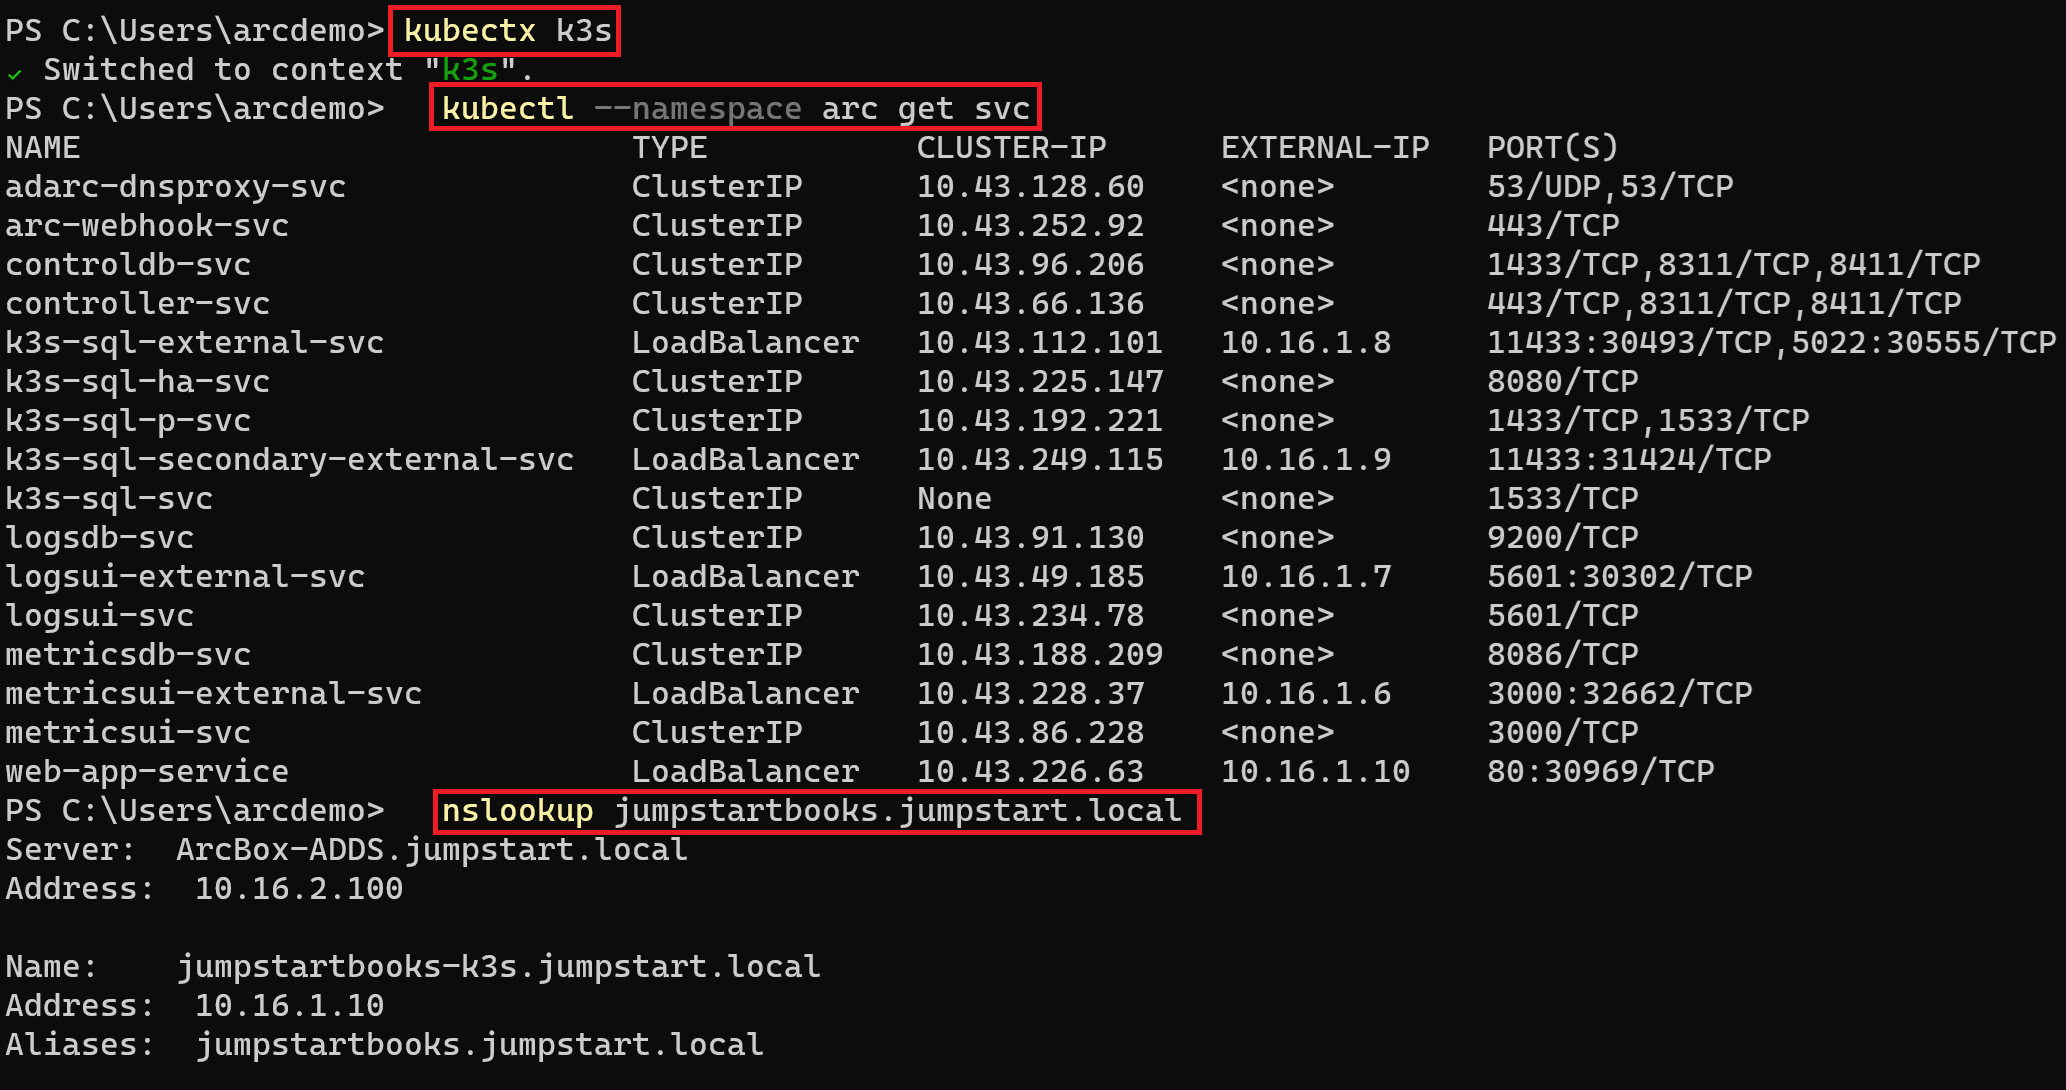 PS C:\Users\arcdemo> kubectx k3s
✓ Switched to context "k3s".
PS C:\Users\arcdemo>   kubectl --namespace arc get svc
NAME                             TYPE           CLUSTER-IP      EXTERNAL-IP   PORT(S)
adarc-dnsproxy-svc               ClusterIP      10.43.128.60    <none>        53/UDP,53/TCP
arc-webhook-svc                  ClusterIP      10.43.252.92    <none>        443/TCP
controldb-svc                    ClusterIP      10.43.96.206    <none>        1433/TCP,8311/TCP,8411/TCP
controller-svc                   ClusterIP      10.43.66.136    <none>        443/TCP,8311/TCP,8411/TCP
k3s-sql-external-svc             LoadBalancer   10.43.112.101   10.16.1.8     11433:30493/TCP,5022:30555/TCP
k3s-sql-ha-svc                   ClusterIP      10.43.225.147   <none>        8080/TCP
k3s-sql-p-svc                    ClusterIP      10.43.192.221   <none>        1433/TCP,1533/TCP
k3s-sql-secondary-external-svc   LoadBalancer   10.43.249.115   10.16.1.9     11433:31424/TCP
k3s-sql-svc                      ClusterIP      None            <none>        1533/TCP
logsdb-svc                       ClusterIP      10.43.91.130    <none>        9200/TCP
logsui-external-svc              LoadBalancer   10.43.49.185    10.16.1.7     5601:30302/TCP
logsui-svc                       ClusterIP      10.43.234.78    <none>        5601/TCP
metricsdb-svc                    ClusterIP      10.43.188.209   <none>        8086/TCP
metricsui-external-svc           LoadBalancer   10.43.228.37    10.16.1.6     3000:32662/TCP
metricsui-svc                    ClusterIP      10.43.86.228    <none>        3000/TCP
web-app-service                  LoadBalancer   10.43.226.63    10.16.1.10    80:30969/TCP
PS C:\Users\arcdemo>   nslookup jumpstartbooks.jumpstart.local
Server:  ArcBox-ADDS.jumpstart.local
Address:  10.16.2.100

Name:    jumpstartbooks-k3s.jumpstart.local
Address:  10.16.1.10
Aliases:  jumpstartbooks.jumpstart.local